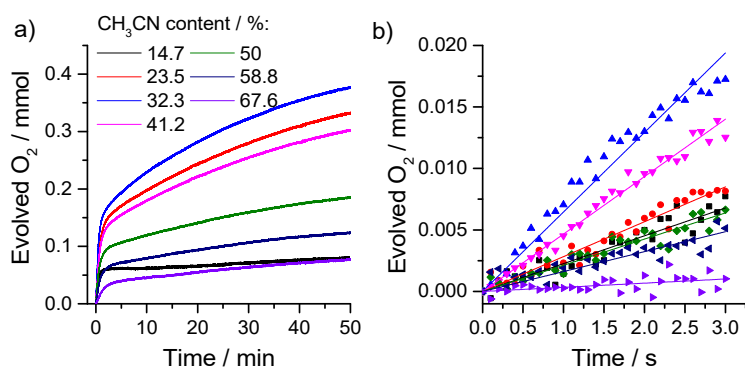 a)
CH₃CN content / %:
14.7
23.5
32.3
41.2
50
58.8
67.6
Evolved O₂ / mmol
0.4
0.3
0.2
0.1
0.0
0 10 20 30 40 50
Time / min
b)
Evolved O₂ / mmol
0.020
0.015
0.010
0.005
0.000
0.0 0.5 1.0 1.5 2.0 2.5 3.0
Time / s